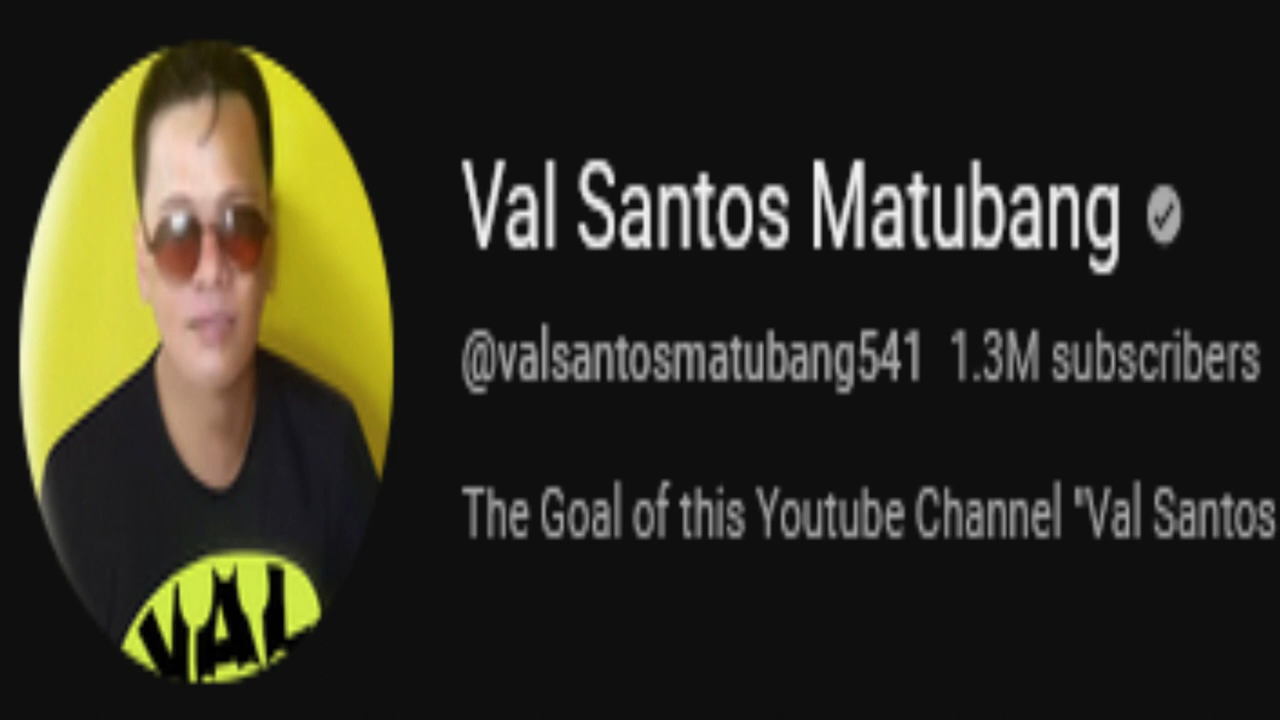 Val Santos Matubang
@valsantosmatubang541 1.3M subscribers
The Goal of this Youtube Channel "Val Santos
VAL